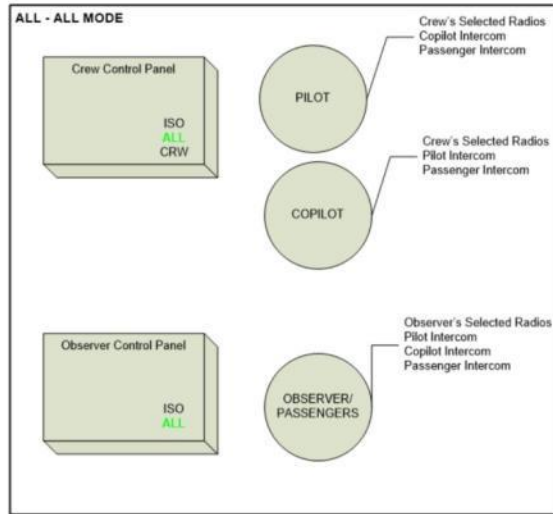 ALL - ALL MODE
Crew Control Panel
ISO
ALL
CRW
PILOT
Crew's Selected Radios
Copilot Intercom
Passenger Intercom
COPILOT
Crew's Selected Radios
Pilot Intercom
Passenger Intercom
Observer Control Panel
ISO
ALL
OBSERVER/
PASSENGERS
Observer's Selected Radios
Pilot Intercom
Copilot Intercom
Passenger Intercom